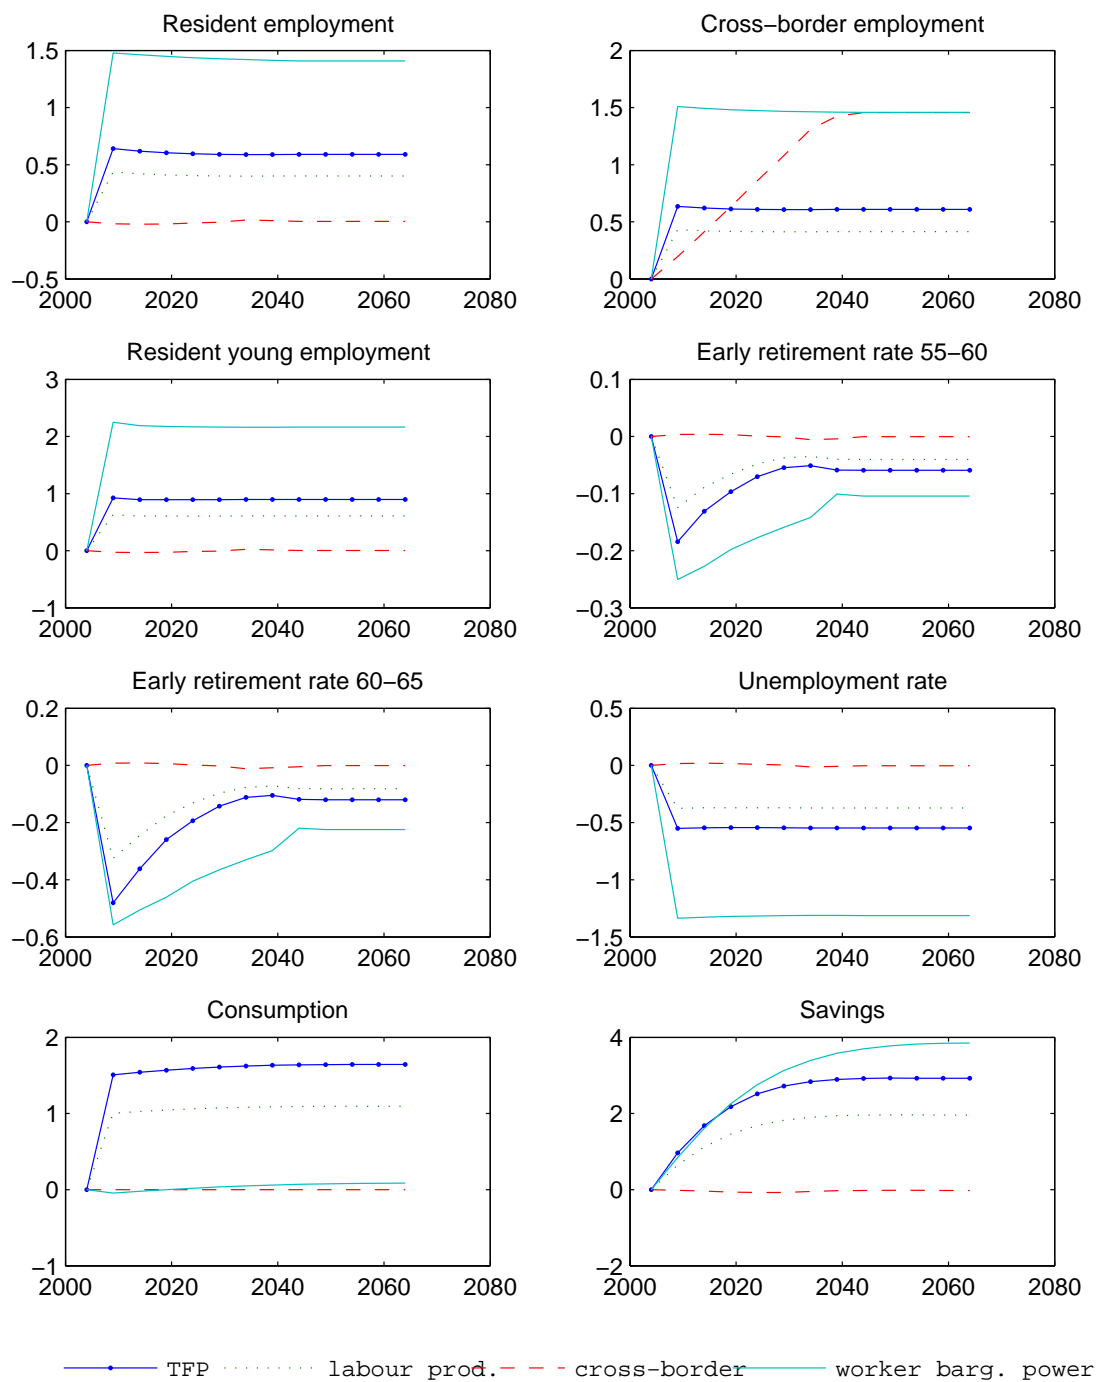 Resident employment
1.5
1
0.5
0
−0.5
2000 2020 2040 2060 2080
Cross−border employment
2
1.5
1
0.5
0
2000 2020 2040 2060 2080
Resident young employment
3
2
1
0
−1
2000 2020 2040 2060 2080
Early retirement rate 55−60
0.1
0
−0.1
−0.2
−0.3
2000 2020 2040 2060 2080
Early retirement rate 60−65
0.2
0
−0.2
−0.4
−0.6
2000 2020 2040 2060 2080
Unemployment rate
0.5
0
−0.5
−1
−1.5
2000 2020 2040 2060 2080
Consumption
2
1
0
−1
2000 2020 2040 2060 2080
Savings
4
2
0
−2
2000 2020 2040 2060 2080
TFP labour prod. cross-border worker barg. power